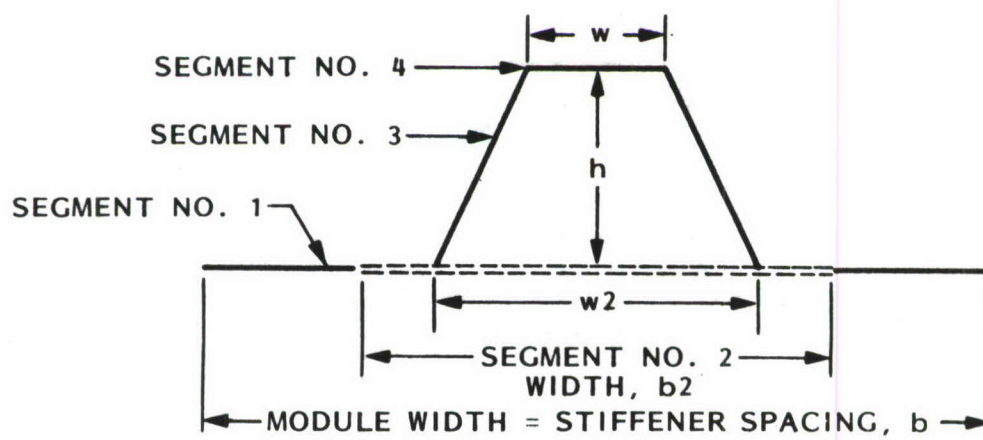 w
SEGMENT NO. 4
SEGMENT NO. 3
h
SEGMENT NO. 1
w2
SEGMENT NO. 2
WIDTH, b2
MODULE WIDTH = STIFFENER SPACING, b